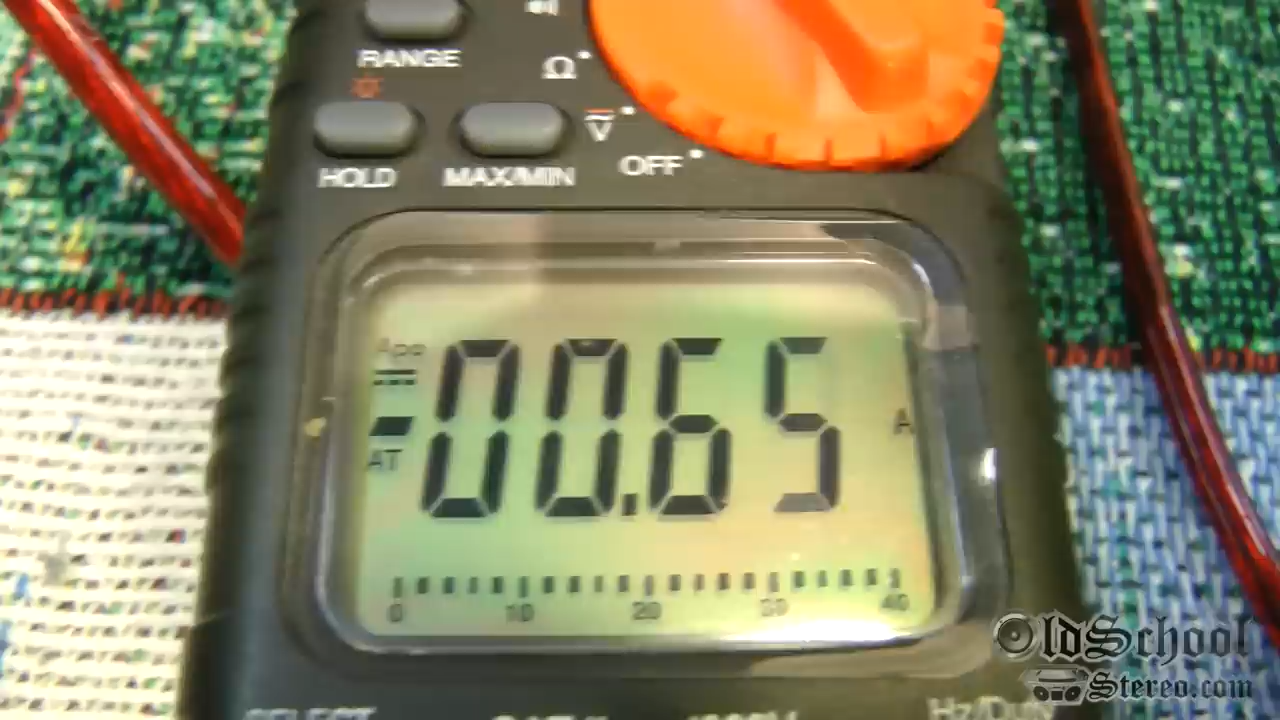 RANGE
Ω
HOLD
MAX/MIN
V
OFF
Apo
-00.65
AT
A
0 10 20 30 40
SELECT
Hz/Duty
OldSchool
Stereo.com